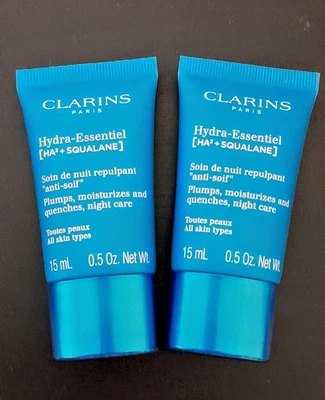 CLARINS
PARIS
Hydra-Essentiel
[HA² + SQUALANE]
Soin de nuit repulpant
"anti-soif"
Plumps, moisturizes and
quenches, night care
Toutes peaux
All skin types
15 mL 0.5 Oz. Net Wt.
CLARINS
PARIS
Hydra-Essentiel
[HA² + SQUALANE]
Soin de nuit repulpant
"anti-soif"
Plumps, moisturizes and
quenches, night care
Toutes peaux
All skin types
15 mL 0.5 Oz. Net Wt.